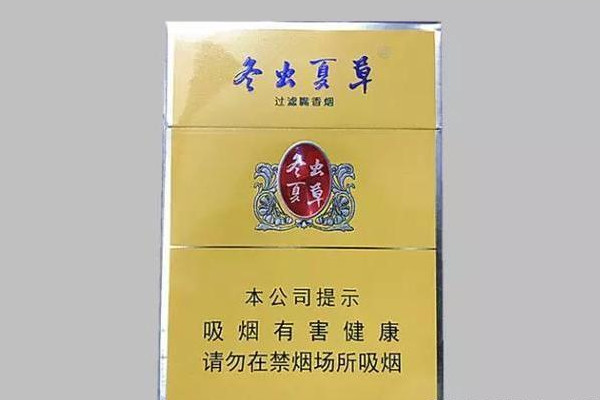 冬虫夏草
过滤嘴香烟
冬虫
夏草
本公司提示
吸烟有害健康
请勿在禁烟场所吸烟